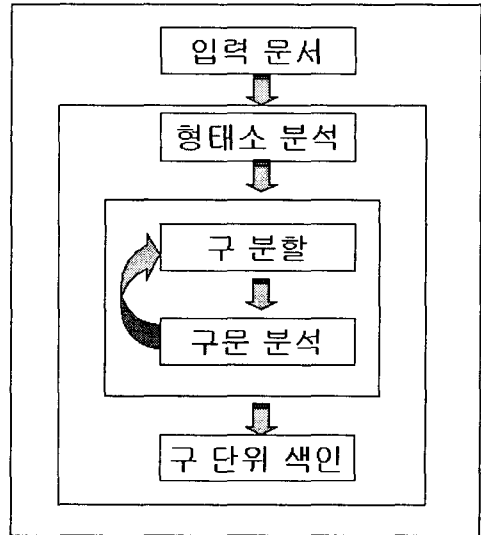 입력 문서
형태소 분석
구 분할
구문 분석
구 단위 색인